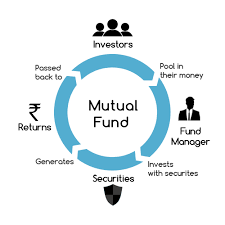 Investors
Passed
back to
Pool in
their money
Mutual
Fund
₹
Returns
Fund
Manager
Generates
Invests
with securites
Securities